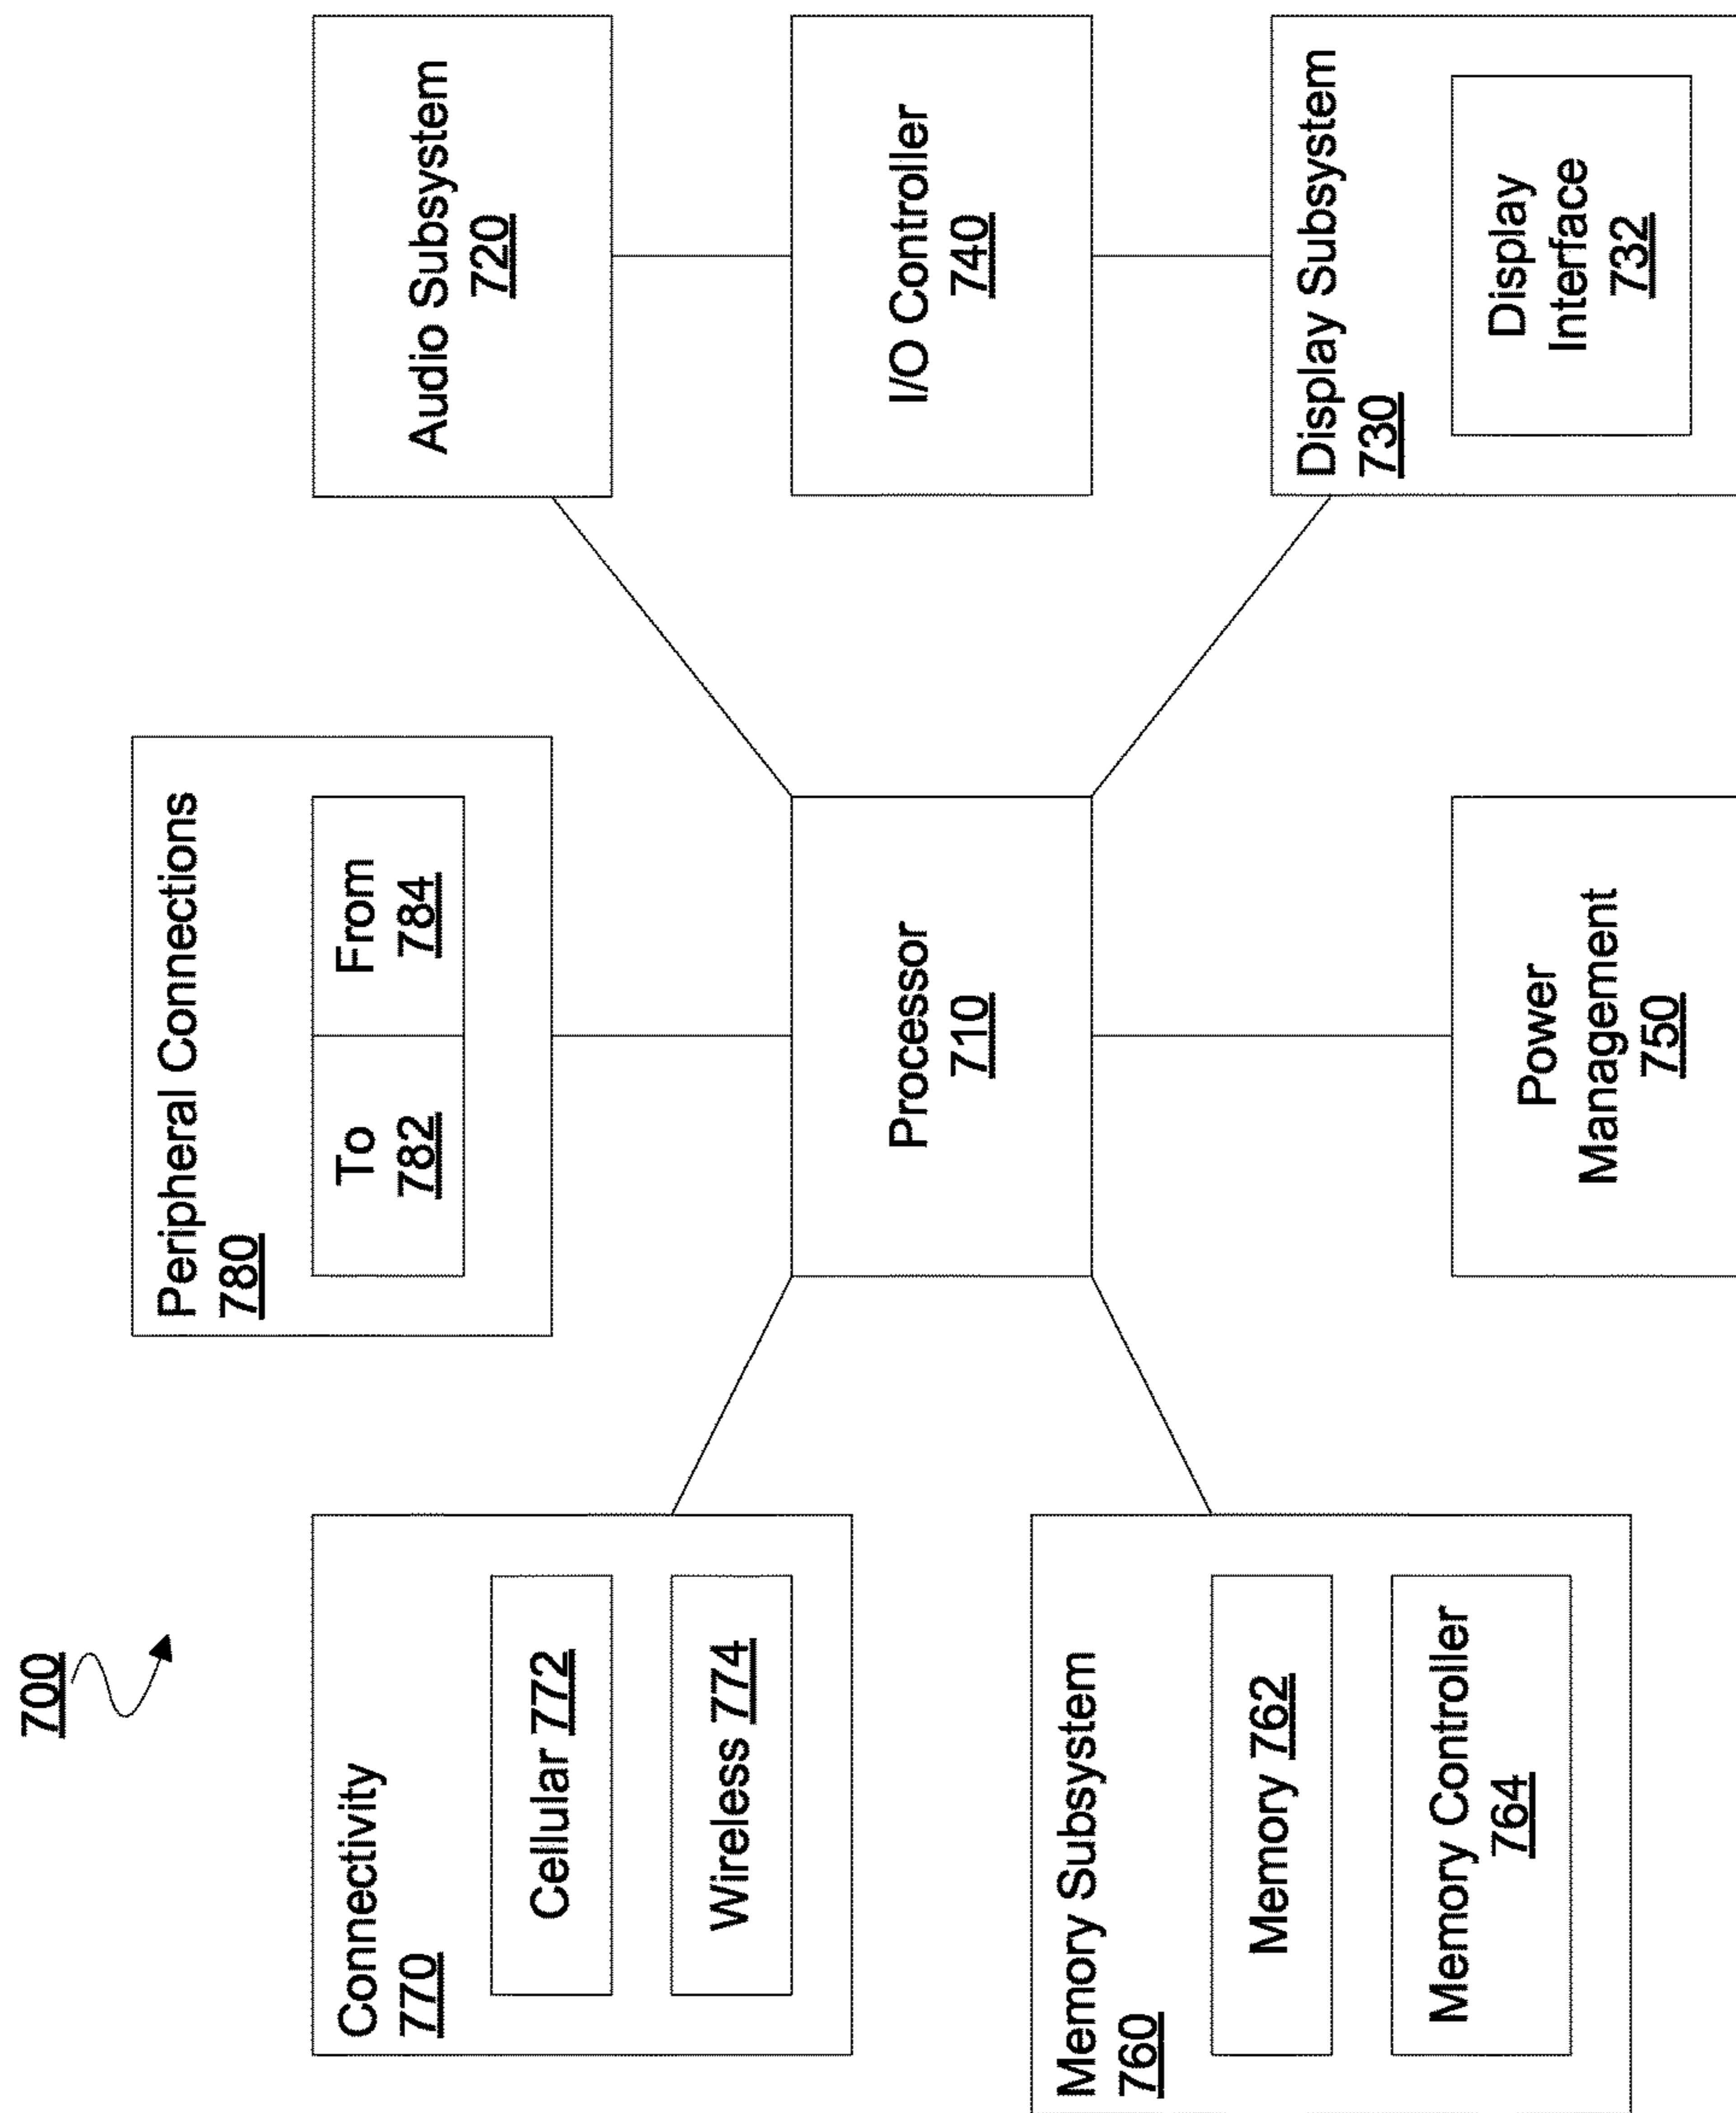 700
Connectivity
770
Cellular 772
Wireless 774
Memory Subsystem
760
Memory 762
Memory Controller
764
Peripheral Connections
780
To
782
From
784
Processor
710
Power
Management
750
Audio Subsystem
720
I/O Controller
740
Display Subsystem
730
Display
Interface
732